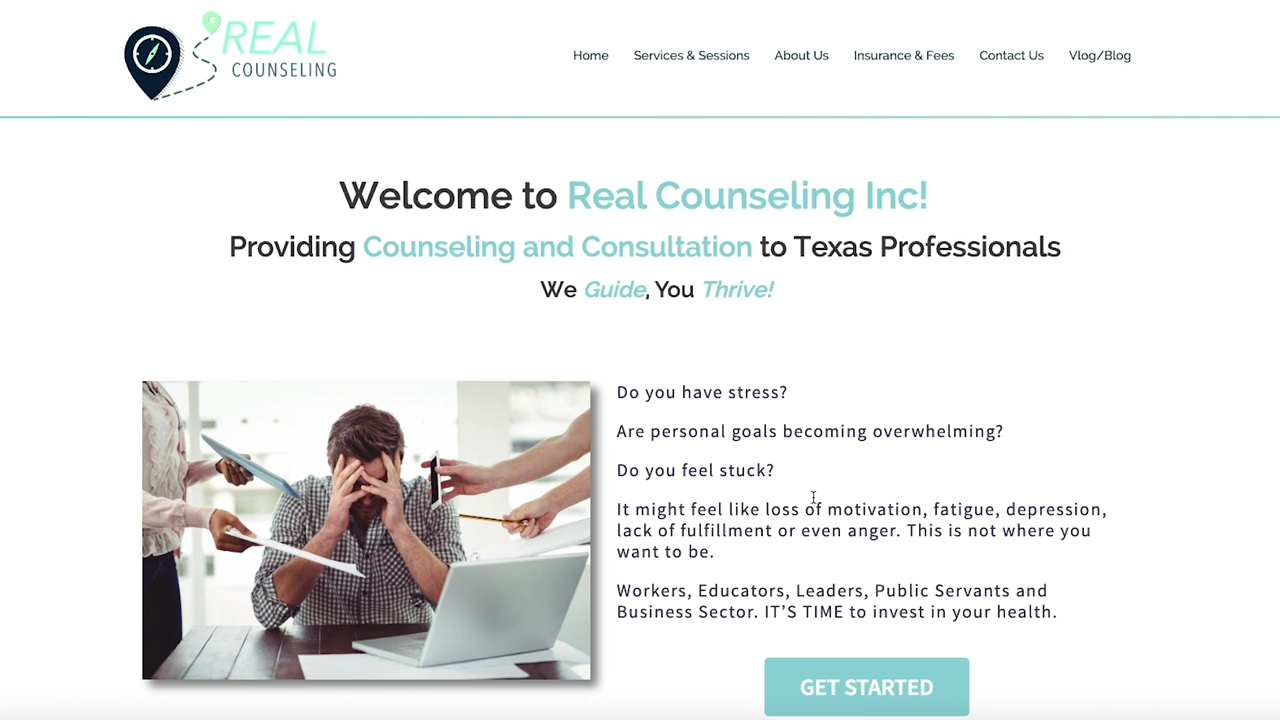 REAL
COUNSELING
Home Services & Sessions About Us Insurance & Fees Contact Us Vlog/Blog
Welcome to Real Counseling Inc!
Providing Counseling and Consultation to Texas Professionals
We Guide, You Thrive!
Do you have stress?
Are personal goals becoming overwhelming?
Do you feel stuck?
It might feel like loss of motivation, fatigue, depression,
lack of fulfillment or even anger. This is not where you
want to be.
Workers, Educators, Leaders, Public Servants and
Business Sector. IT’S TIME to invest in your health.
GET STARTED